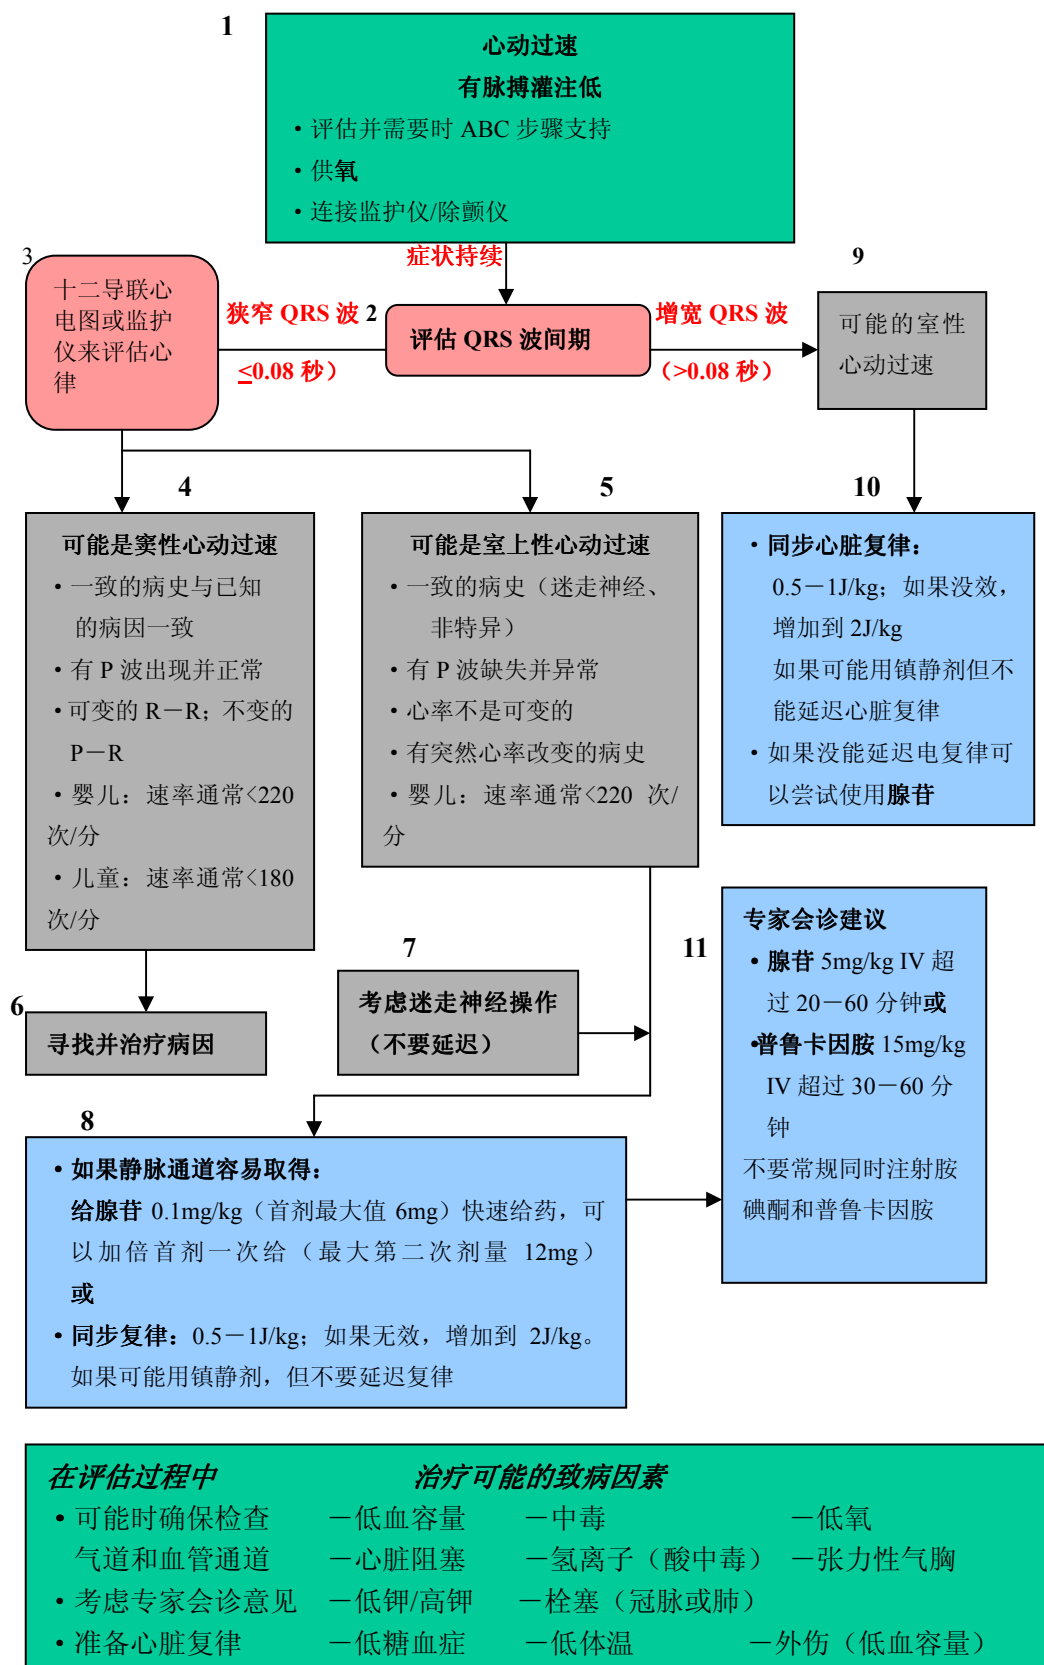 1
心动过速
有脉搏灌注低
·评估并需要时 ABC 步骤支持
·供氧
·连接监护仪/除颤仪
症状持续
3
十二导联心
电图或监护
仪来评估心
律
狭窄 QRS 波 2
≤0.08 秒）
评估 QRS 波间期
增宽 QRS 波
（>0.08 秒）
9
可能的室性
心动过速
4
可能是窦性心动过速
·一致的病史与已知
的病因一致
·有 P 波出现并正常
·可变的 R－R；不变的
P－R
·婴儿：速率通常<220
次/分
·儿童：速率通常<180
次/分
5
可能是室上性心动过速
·一致的病史（迷走神经、
非特异）
·有 P 波缺失并异常
·心率不是可变的
·有突然心率改变的病史
·婴儿：速率通常<220 次/
分
10
·同步心脏复律：
0.5－1J/kg；如果没效，
增加到 2J/kg
如果可能用镇静剂但不
能延迟心脏复律
·如果没能延迟电复律可
以尝试使用腺苷
6
寻找并治疗病因
7
考虑迷走神经操作
（不要延迟）
11
专家会诊建议
·腺苷 5mg/kg IV 超
过 20－60 分钟或
·普鲁卡因胺 15mg/kg
IV 超过 30－60 分
钟
不要常规同时注射胺
碘酮和普鲁卡因胺
8
·如果静脉通道容易取得：
给腺苷 0.1mg/kg（首剂最大值 6mg）快速给药，可
以加倍首剂一次给（最大第二次剂量 12mg）
或
·同步复律：0.5－1J/kg；如果无效，增加到 2J/kg。
如果可能用镇静剂，但不要延迟复律
在评估过程中 治疗可能的致病因素
·可能时确保检查 －低血容量 －中毒 －低氧
气道和血管通道 －心脏阻塞 －氢离子（酸中毒） －张力性气胸
·考虑专家会诊意见 －低钾/高钾 －栓塞（冠脉或肺）
·准备心脏复律 －低糖血症 －低体温 －外伤（低血容量）